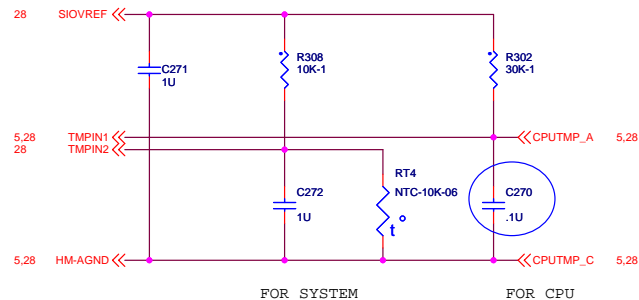 28 SIOVREF
C271
1U
R308
10K-1
R302
30K-1
5,28 TMPIN1
28 TMPIN2
CPUTMP_A 5,28
RT4
NTC-10K-06
t
C272
1U
C270
.1U
5,28 HM-AGND
CPUTMP_C 5,28
FOR SYSTEM
FOR CPU